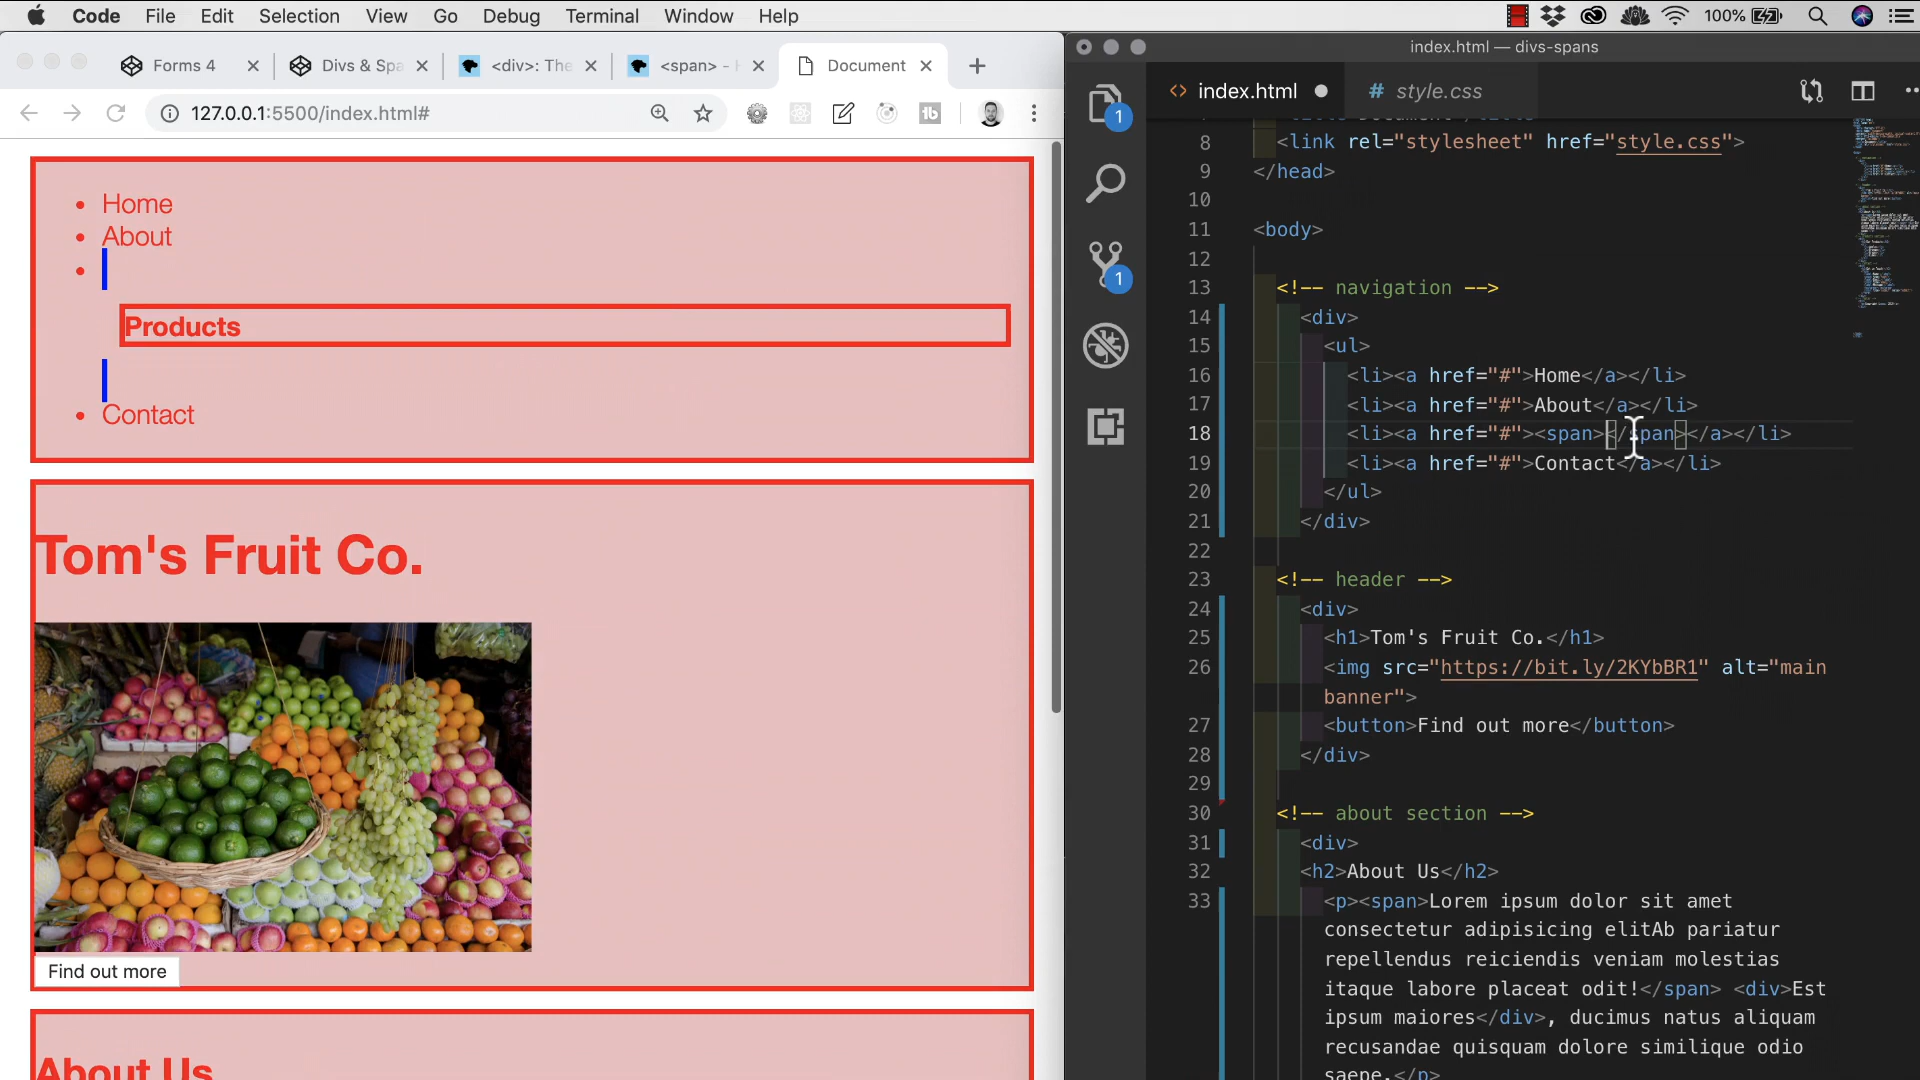 Code File Edit Selection View Go Debug Terminal Window Help 100%
Forms 4 Divs & Spa <div>: The <span> - Document
127.0.0.1:5500/index.html#
Home
About
Products
Contact
Tom's Fruit Co.
Find out more
About Us
index.html — divs-spans
index.html # style.css
1
1
8 <link rel="stylesheet" href="style.css">
9 </head>
10
11 <body>
12
13 <!-- navigation -->
14 <div>
15 <ul>
16 <li><a href="#">Home</a></li>
17 <li><a href="#">About</a></li>
18 <li><a href="#"><span></span></a></li>
19 <li><a href="#">Contact</a></li>
20 </ul>
21 </div>
22
23 <!-- header -->
24 <div>
25 <h1>Tom's Fruit Co.</h1>
26 <img src="https://bit.ly/2KYbBR1" alt="main
banner">
27 <button>Find out more</button>
28 </div>
29
30 <!-- about section -->
31 <div>
32 <h2>About Us</h2>
33 <p><span>Lorem ipsum dolor sit amet
consectetur adipisicing elitAb pariatur
repellendus reiciendis veniam molestias
itaque labore placeat odit!</span> <div>Est
ipsum maiores</div>, ducimus natus aliquam
recusandae quisquam dolore similique odio
saepe.</p>